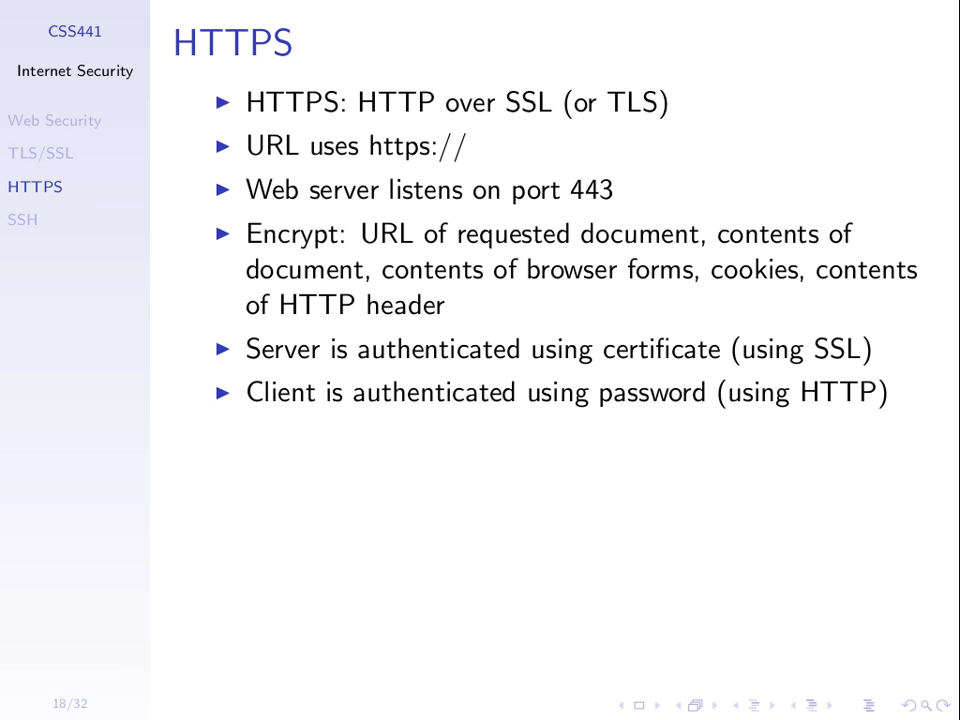 CSS441
Internet Security
Web Security
TLS/SSL
HTTPS
SSH
18/32
HTTPS
HTTPS: HTTP over SSL (or TLS)
URL uses https://
Web server listens on port 443
Encrypt: URL of requested document, contents of
document, contents of browser forms, cookies, contents
of HTTP header
Server is authenticated using certificate (using SSL)
Client is authenticated using password (using HTTP)